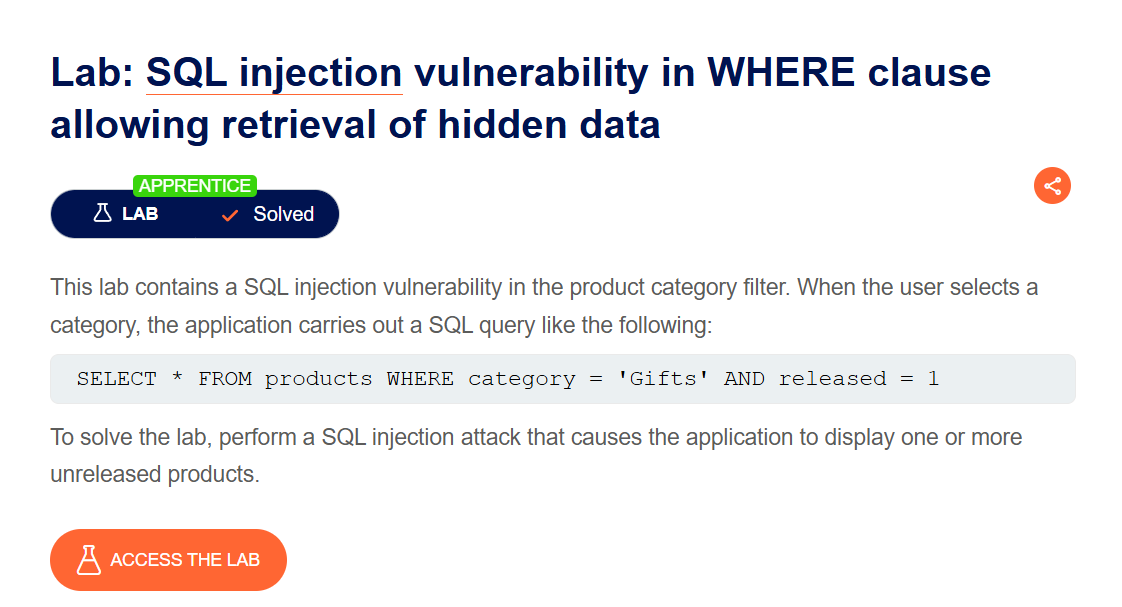 Lab: SQL injection vulnerability in WHERE clause
allowing retrieval of hidden data
APPRENTICE
LAB Solved
This lab contains a SQL injection vulnerability in the product category filter. When the user selects a
category, the application carries out a SQL query like the following:
SELECT * FROM products WHERE category = 'Gifts' AND released = 1
To solve the lab, perform a SQL injection attack that causes the application to display one or more
unreleased products.
ACCESS THE LAB